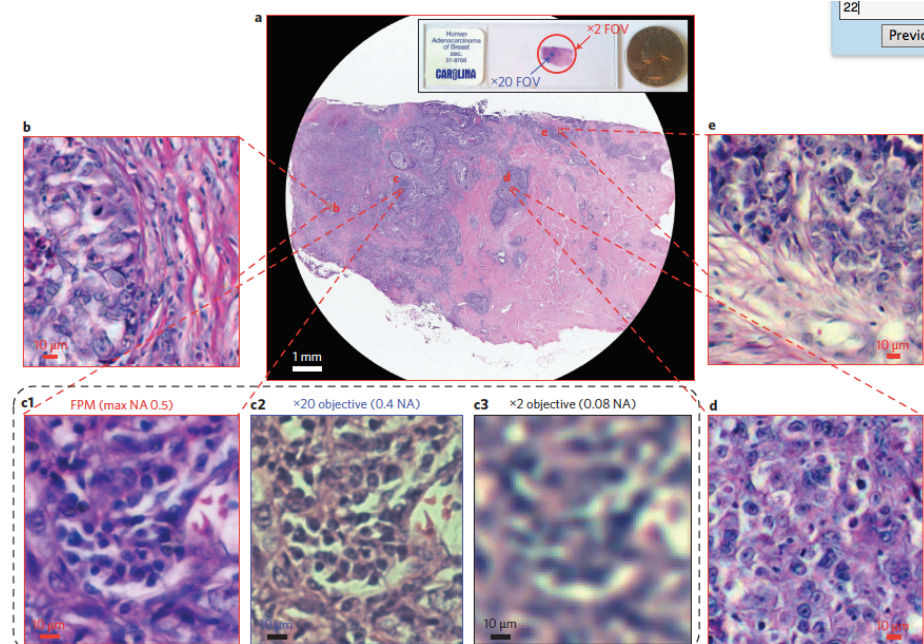 22
Previo
a
Human
Adenocarcinoma
of Breast
sec.
31-8766
CAROLINA
×2 FOV
×20 FOV
b
e
c
e
d
b
10 μm
1 mm
10 μm
c1
FPM (max NA 0.5)
c2
×20 objective (0.4 NA)
c3
×2 objective (0.08 NA)
d
10 μm
10 μm
10 μm
10 μm